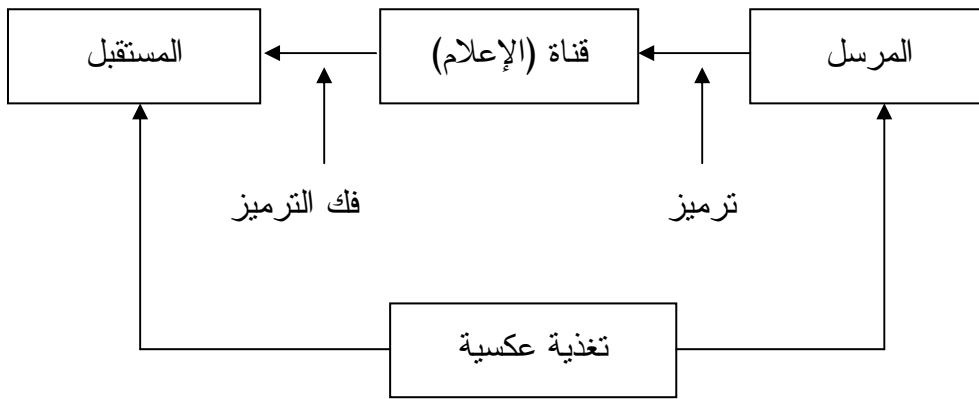 المرسل
قناة (الإعلام)
المستقبل
ترميز
فك الترميز
تغذية عكسية